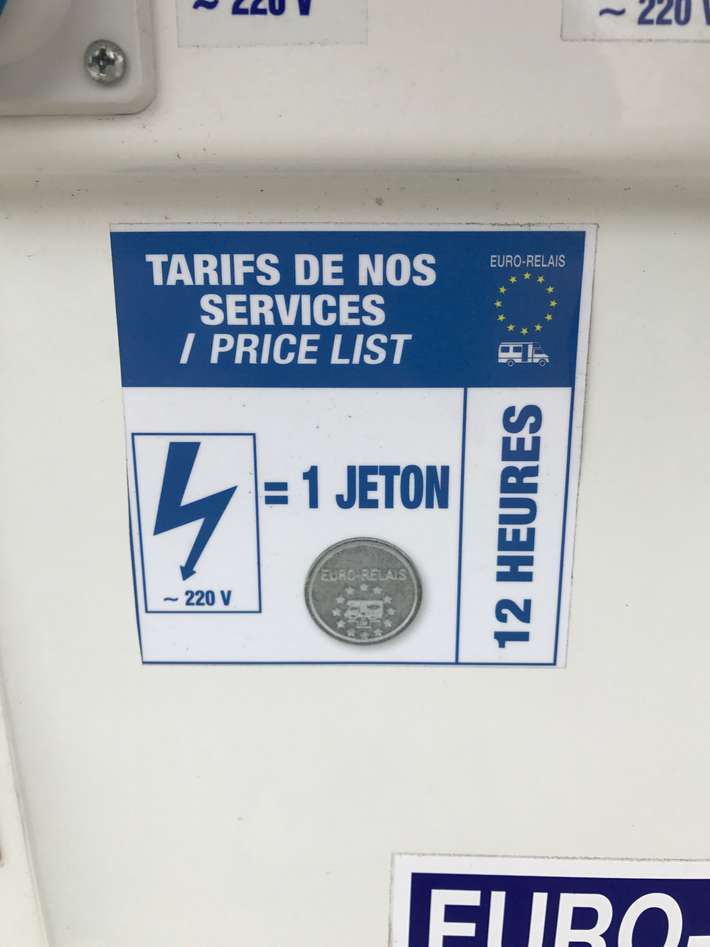 ~ 220 V
~ 220 V
TARIFS DE NOS
SERVICES
/ PRICE LIST
EURO-RELAIS
= 1 JETON
12 HEURES
~ 220 V
EURO-RELAIS
EURO-